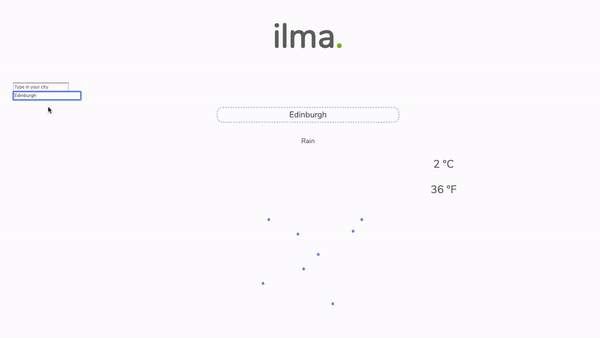 ilma.
Type in your city
Edinburgh
Edinburgh
Rain
2 °C
36 °F